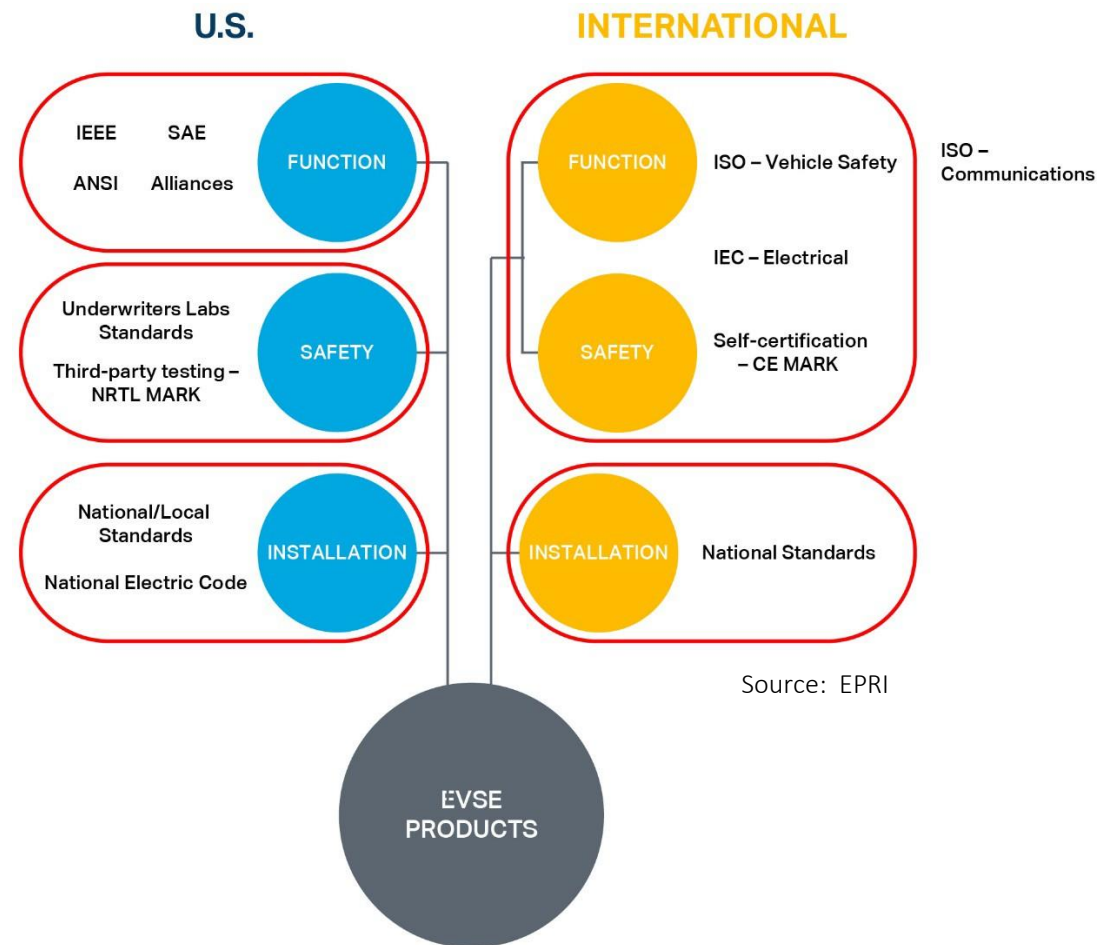 U.S.
INTERNATIONAL
IEEE SAE
ANSI Alliances
FUNCTION
Underwriters Labs
Standards
Third-party testing –
NRTL MARK
SAFETY
National/Local
Standards
National Electric Code
INSTALLATION
FUNCTION
ISO – Vehicle Safety
IEC – Electrical
SAFETY
Self-certification
– CE MARK
ISO –
Communications
INSTALLATION
National Standards
Source: EPRI
EVSE
PRODUCTS